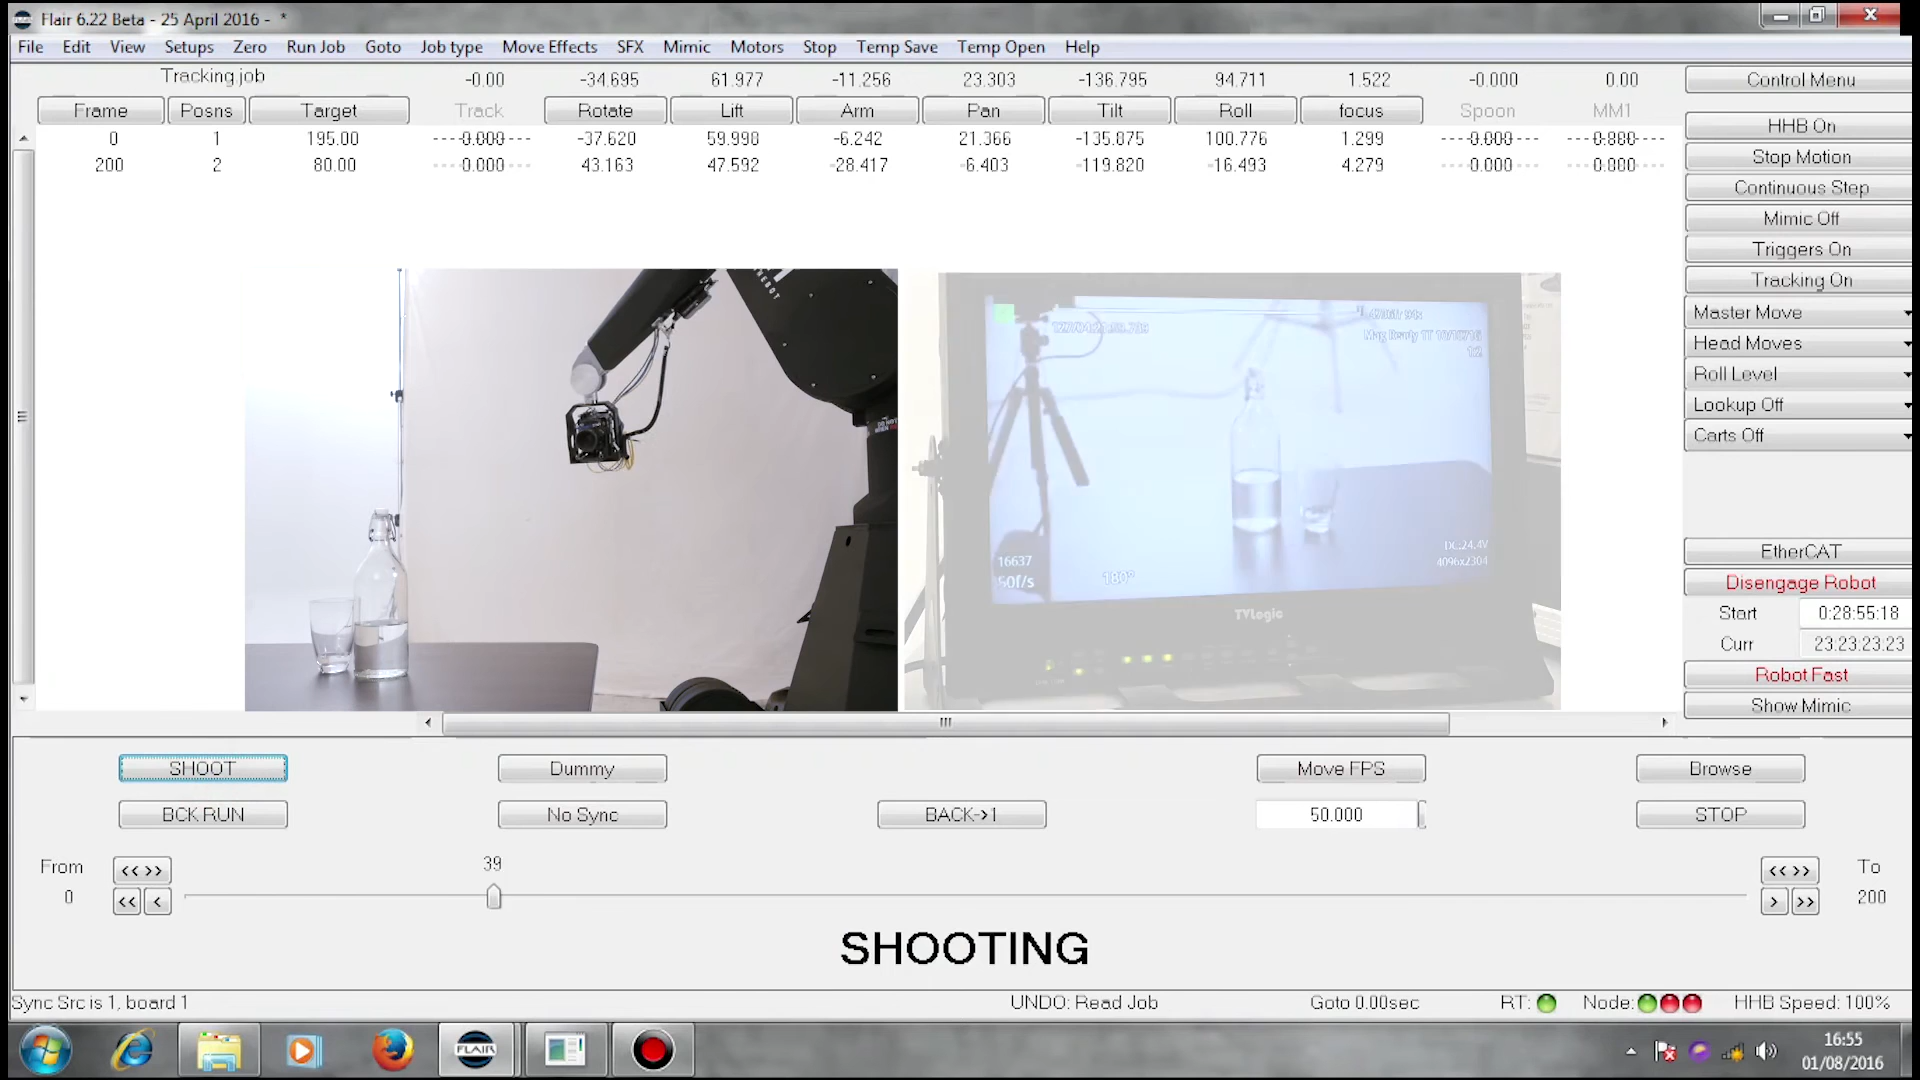 Flair 6.22 Beta - 25 April 2016 - *
File Edit View Setups Zero Run Job Goto Job type Move Effects SFX Mimic Motors Stop Temp Save Temp Open Help
Tracking job -0.00 -34.695 61.977 -11.256 23.303 -136.795 94.711 1.522 -0.000 0.00
Frame Posns Target Track Rotate Lift Arm Pan Tilt Roll focus Spoon MM1
0 1 195.00 0.000 -37.620 59.998 -6.242 21.366 -135.875 100.776 1.299 0.000
200 2 80.00 0.000 43.163 47.592 -28.417 -6.403 -119.820 -16.493 4.279 0.000
Control Menu
HHB On
Stop Motion
Continuous Step
Mimic Off
Triggers On
Tracking On
Master Move
Head Moves
Roll Level
Lookup Off
Carts Off
EtherCAT
Disengage Robot
Start 0:28:55:18
Curr 23:23:23:23
Robot Fast
Show Mimic
16637
180°
4096x2304
TVLogic
SHOOT Dummy Move FPS Browse
BCK RUN No Sync BACK->1 50.000 STOP
39
From << >> << >> To
0 << < > >> 200
SHOOTING
Sync Src is 1, board 1 UNDO: Read Job Goto 0.00sec RT: Node: HHB Speed: 100%
FLAIR
16:55
01/08/2016